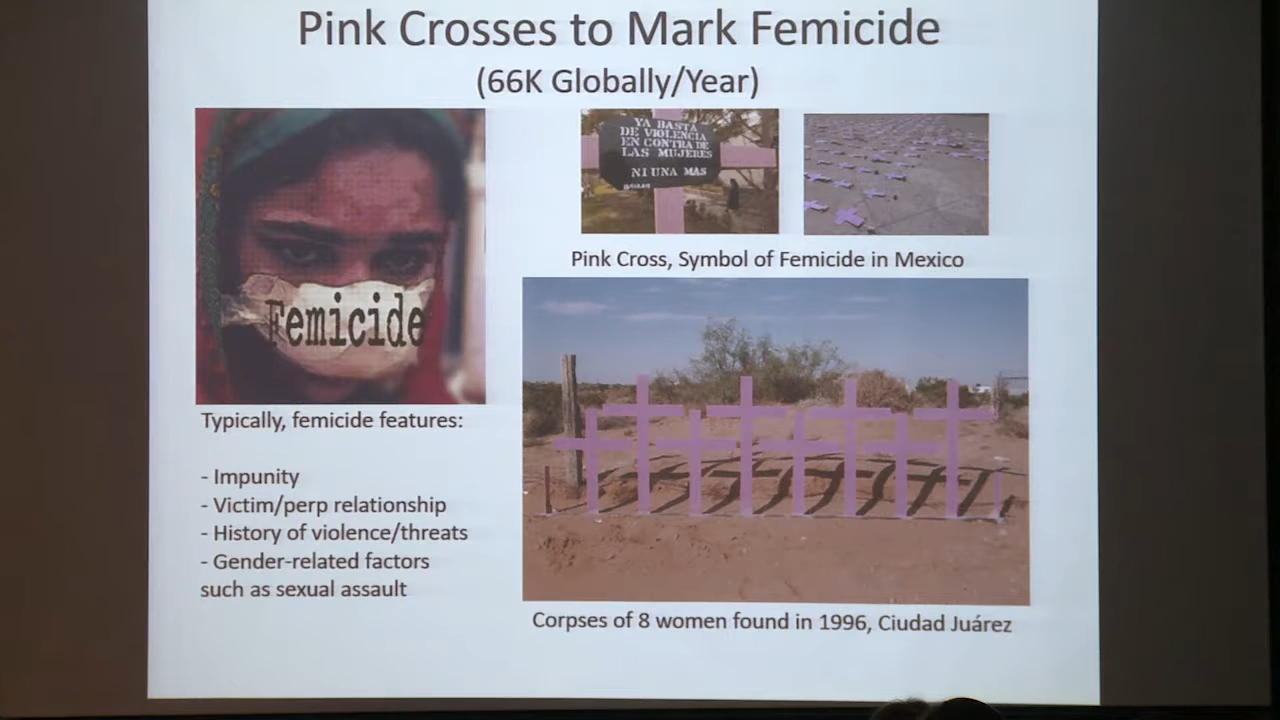 Pink Crosses to Mark Femicide
(66K Globally/Year)
Femicide
YA BASTA
DE VIOLENCIA
EN CONTRA DE
LAS MUJERES
NI UNA MAS
Pink Cross, Symbol of Femicide in Mexico
Typically, femicide features:
- Impunity
- Victim/perp relationship
- History of violence/threats
- Gender-related factors
such as sexual assault
Corpses of 8 women found in 1996, Ciudad Juárez